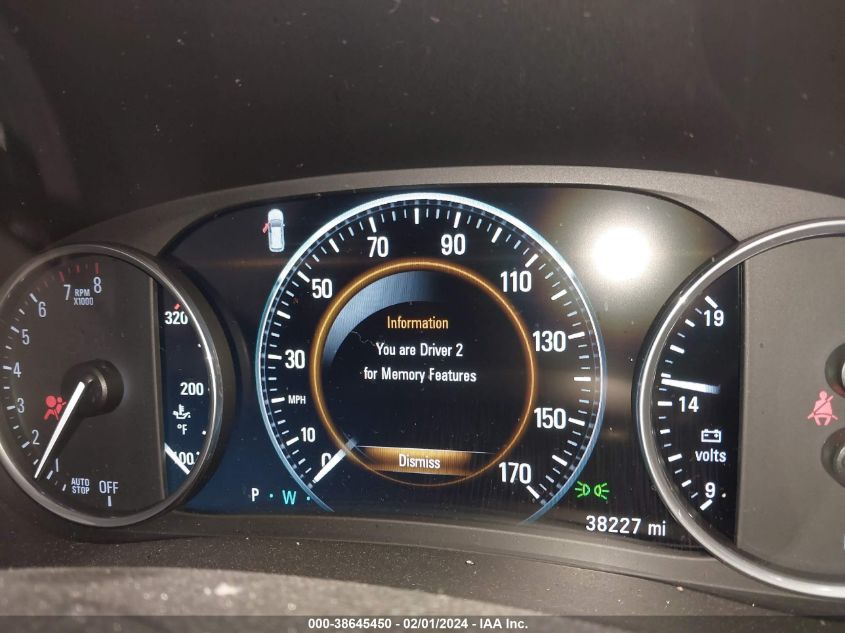 8
7
RPM
X1000
6
5
4
3
2
1
AUTO
STOP
OFF
320
200
°F
100
0
10
30
50
70
90
110
130
150
170
MPH
Information
You are Driver 2
for Memory Features
Dismiss
P · W
38227 mi
19
14
volts
9
000-38645450 - 02/01/2024 - IAA Inc.